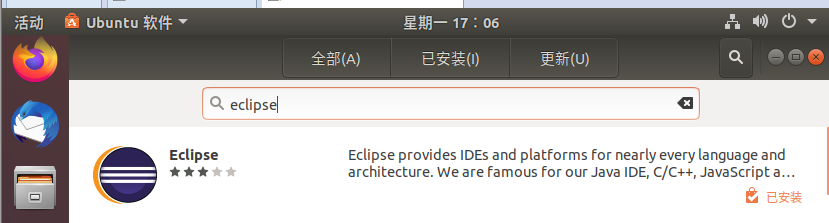 活动 Ubuntu 软件 星期一 17：06
全部(A) 已安装(I) 更新(U)
eclipse
Eclipse
Eclipse provides IDEs and platforms for nearly every language and
architecture. We are famous for our Java IDE, C/C++, JavaScript a…
已安装